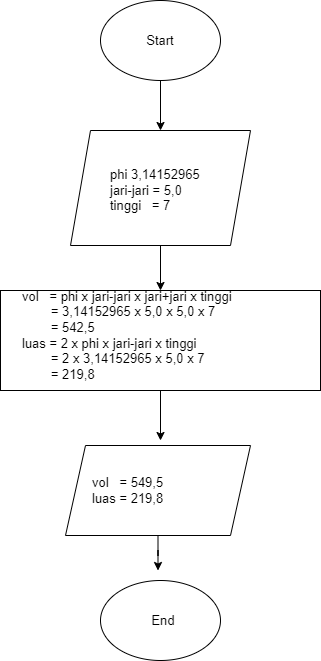 Start
phi 3,14152965
jari-jari = 5,0
tinggi = 7
vol = phi x jari-jari x jari+jari x tinggi
= 3,14152965 x 5,0 x 5,0 x 7
= 542,5
luas = 2 x phi x jari-jari x tinggi
= 2 x 3,14152965 x 5,0 x 7
= 219,8
vol = 549,5
luas = 219,8
End